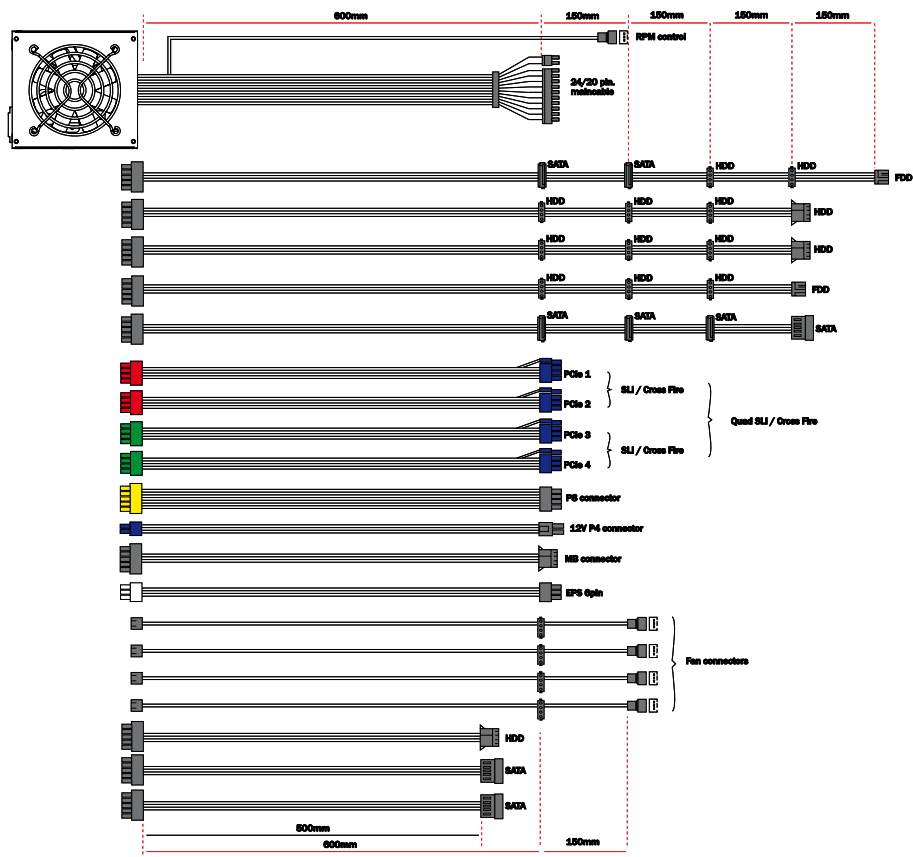 600mm
150mm
150mm
150mm
150mm
RPM control
24/20 pin.
maincable
SATA
SATA
HDD
HDD
FDD
HDD
HDD
HDD
HDD
HDD
HDD
HDD
HDD
HDD
HDD
HDD
FDD
SATA
SATA
SATA
SATA
PCIe 1
SLI / Cross Fire
PCIe 2
Quad SLI / Cross Fire
PCIe 3
SLI / Cross Fire
PCIe 4
P8 connector
12V P4 connector
MB connector
EPS 6pin
Fan connectors
HDD
SATA
SATA
500mm
600mm
150mm